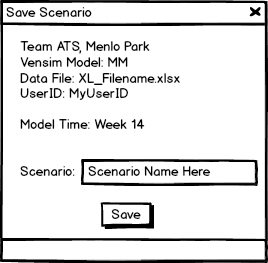 Save Scenario
Team ATS, Menlo Park
Vensim Model: MM
Data File: XL_Filename.xlsx
UserID: MyUserID
Model Time: Week 14
Scenario: Scenario Name Here
Save